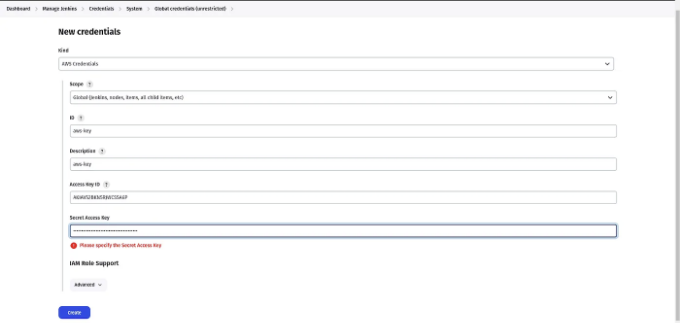 Dashboard > Manage Jenkins > Credentials > System > Global credentials (unrestricted) >
New credentials
Kind
AWS Credentials
Scope ?
Global (Jenkins, nodes, items, all child items, etc)
ID ?
aws-key
Description ?
aws-key
Access Key ID ?
Secret Access Key
Please specify the Secret Access Key
IAM Role Support
Advanced
Create